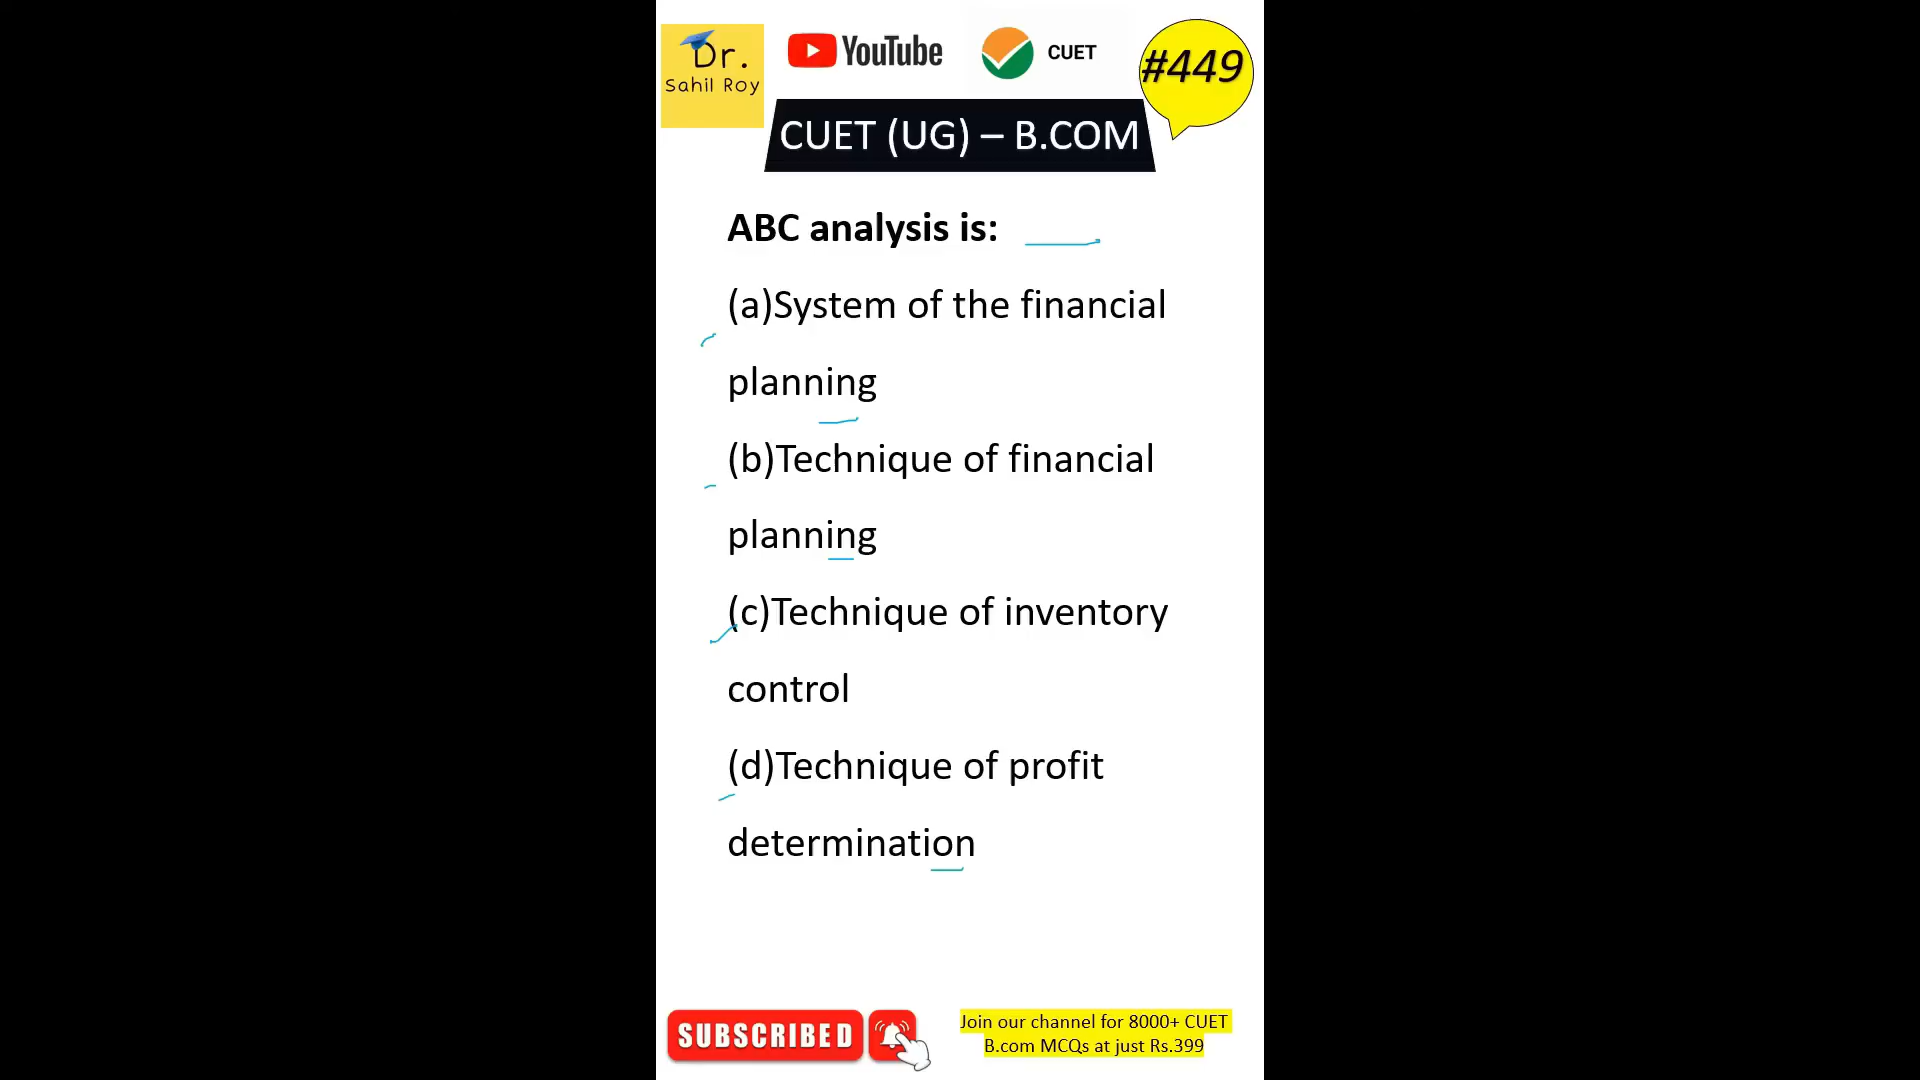 Dr.
Sahil Roy
YouTube
CUET
#449
CUET (UG) – B.COM
ABC analysis is:
(a)System of the financial
planning
(b)Technique of financial
planning
(c)Technique of inventory
control
(d)Technique of profit
determination
SUBSCRIBED
Join our channel for 8000+ CUET
B.com MCQs at just Rs.399